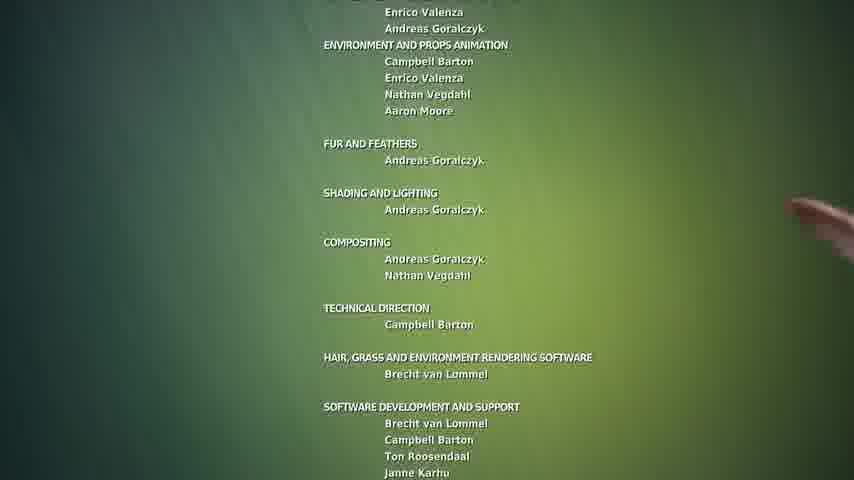 Enrico Valenza
Andreas Goralczyk
ENVIRONMENT AND PROPS ANIMATION
Campbell Barton
Enrico Valenza
Nathan Vegdahl
Aaron Moore
FUR AND FEATHERS
Andreas Goralczyk
SHADING AND LIGHTING
Andreas Goralczyk
COMPOSITING
Andreas Goralczyk
Nathan Vegdahl
TECHNICAL DIRECTION
Campbell Barton
HAIR, GRASS AND ENVIRONMENT RENDERING SOFTWARE
Brecht van Lommel
SOFTWARE DEVELOPMENT AND SUPPORT
Brecht van Lommel
Campbell Barton
Ton Roosendaal
Janne Karhu